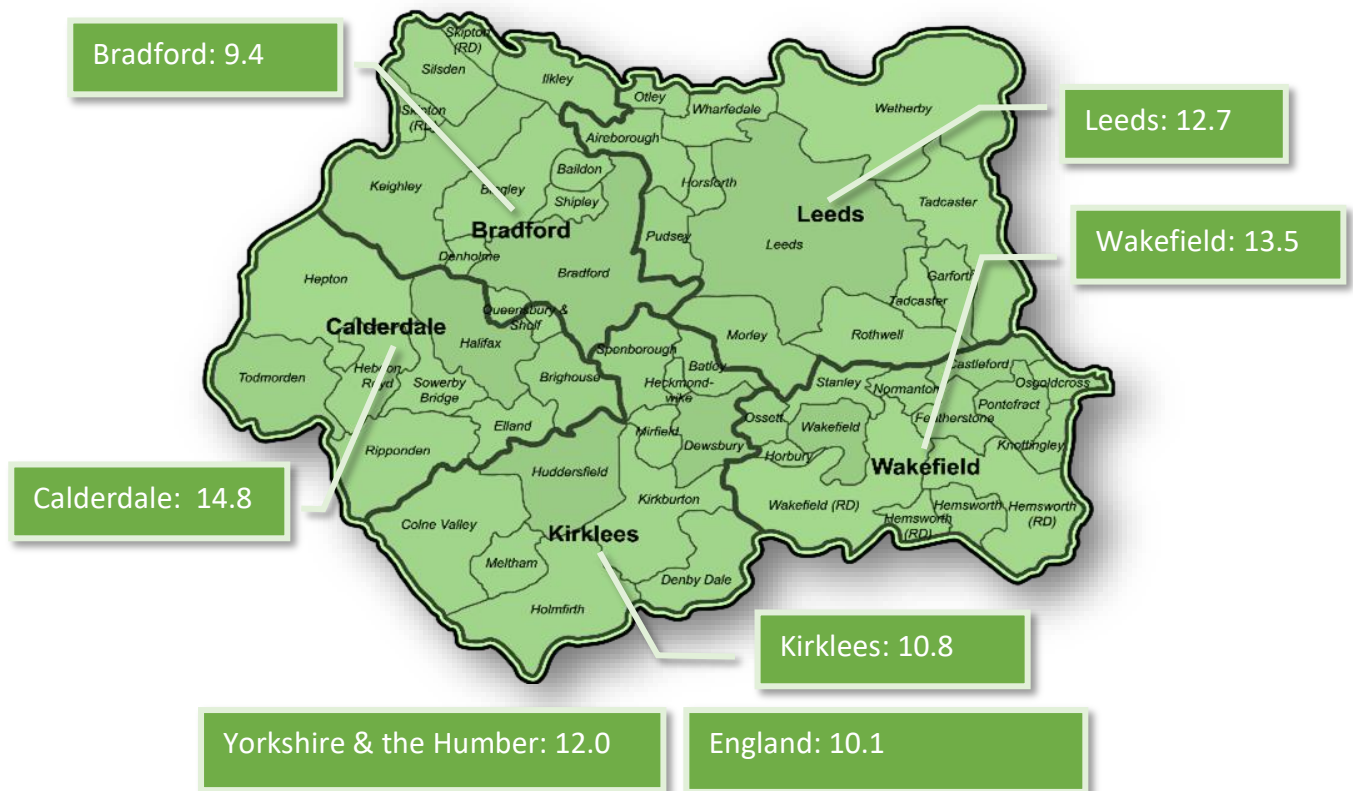 Bradford: 9.4
Leeds: 12.7
Wakefield: 13.5
Calderdale: 14.8
Kirklees: 10.8
Yorkshire & the Humber: 12.0
England: 10.1
Skipton
(RD)
Silsden
Ilkley
Skipton
(RD)
Keighley
Bingley
Baildon
Shipley
Bradford
Denholme
Bradford
Queensbury &
Shelf
Otley
Wharfedale
Wetherby
Aireborough
Horsforth
Leeds
Leeds
Pudsey
Tadcaster
Garforth
Tadcaster
Rothwell
Morley
Hepton
Calderdale
Halifax
Todmorden
Hebden
Royd
Sowerby
Bridge
Brighouse
Elland
Ripponden
Spenborough
Batley
Heckmond-
wike
Mirfield
Dewsbury
Huddersfield
Kirkburton
Colne Valley
Kirklees
Meltham
Denby Dale
Holmfirth
Stanley
Normanton
Castleford
Osgoldcross
Pontefract
Featherstone
Ossett
Wakefield
Knottingley
Horbury
Wakefield
Wakefield (RD)
Hemsworth
(RD)
Hemsworth
Hemsworth
(RD)